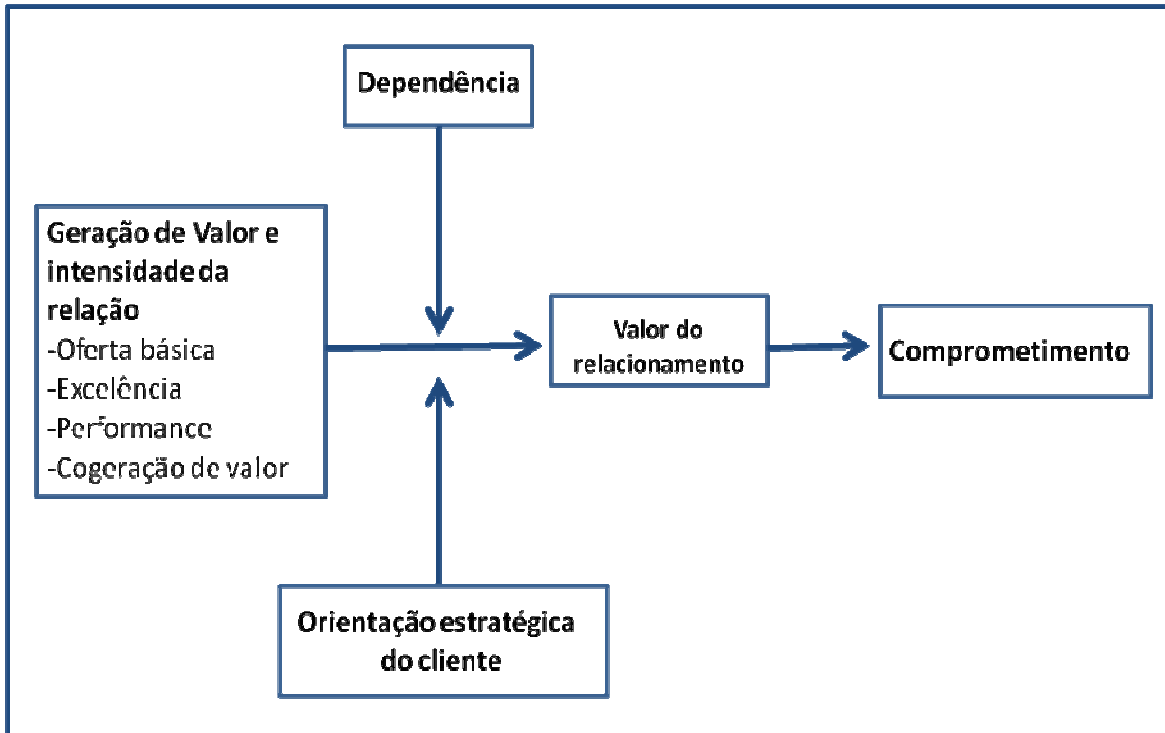 Dependência
Geração de Valor e
intensidade da
relação
-Oferta básica
-Excelência
-Performance
-Cogeração de valor
Valor do
relacionamento
Comprometimento
Orientação estratégica
do cliente